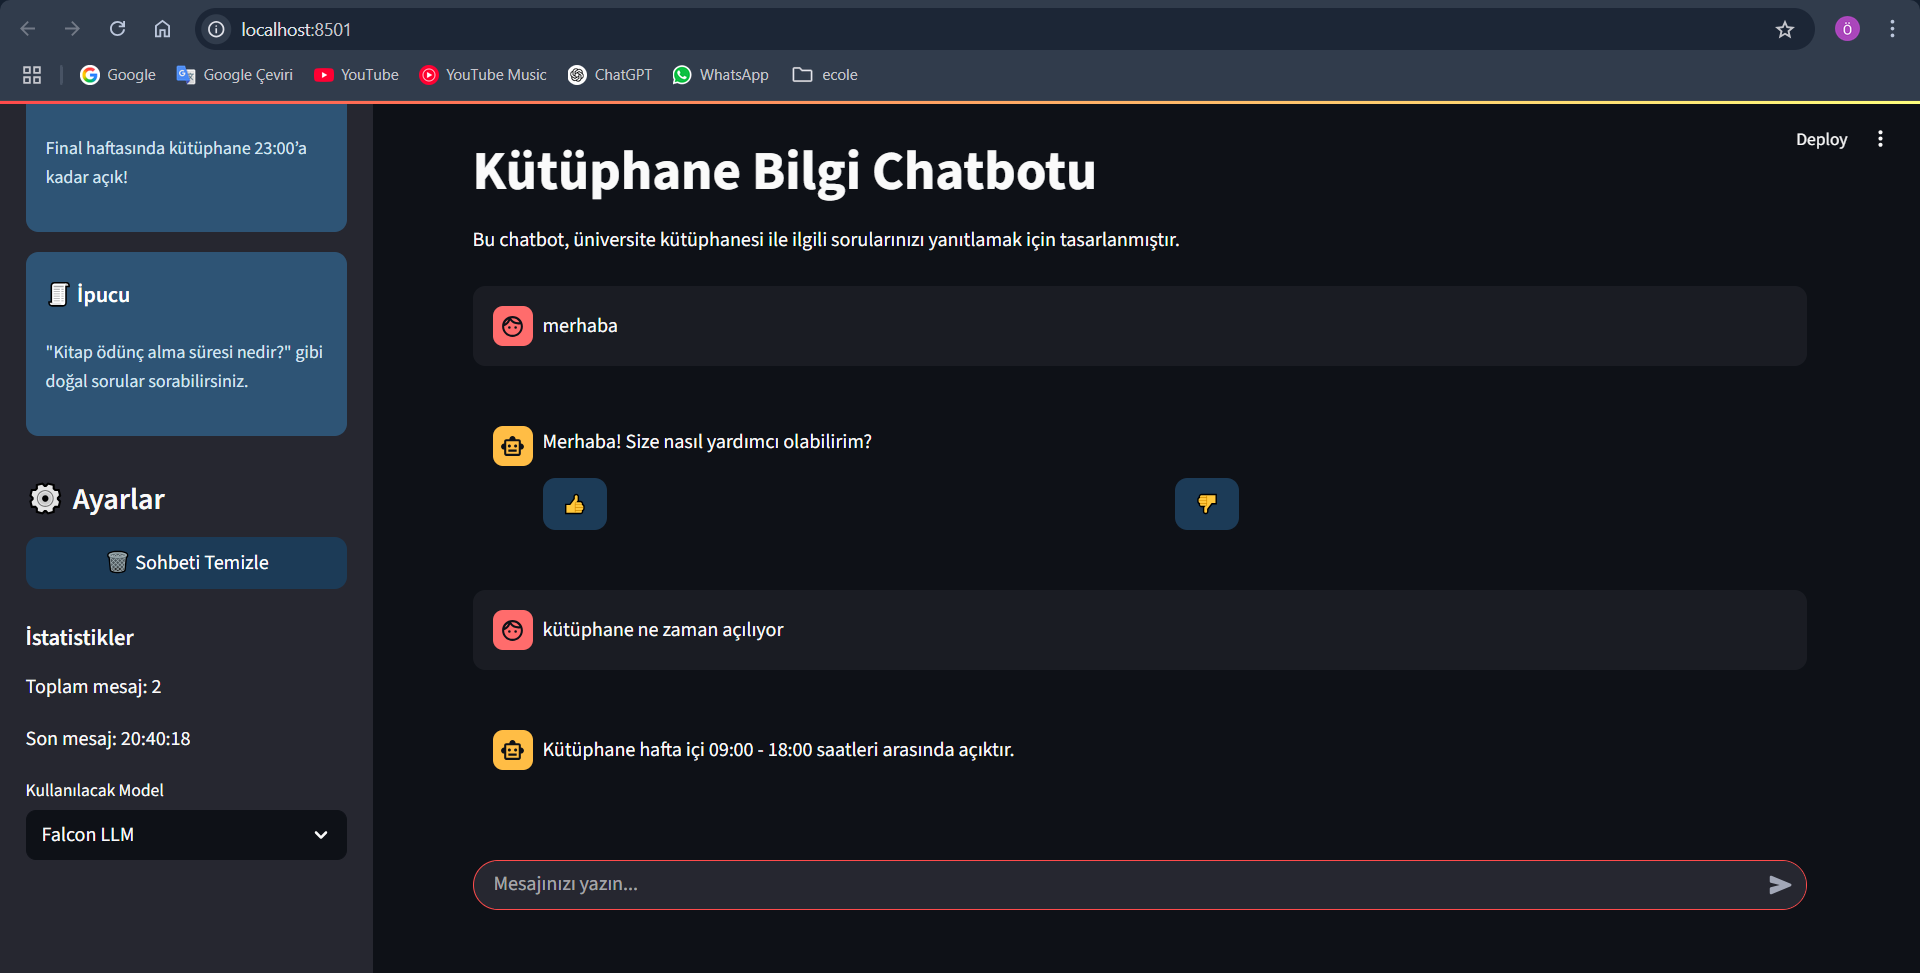 localhost:8501
ö
Google
Google Çeviri
YouTube
YouTube Music
ChatGPT
WhatsApp
ecole
Final haftasında kütüphane 23:00’a
kadar açık!
İpucu
"Kitap ödünç alma süresi nedir?" gibi
doğal sorular sorabilirsiniz.
Ayarlar
Sohbeti Temizle
İstatistikler
Toplam mesaj: 2
Son mesaj: 20:40:18
Kullanılacak Model
Falcon LLM
Deploy
Kütüphane Bilgi Chatbotu
Bu chatbot, üniversite kütüphanesi ile ilgili sorularınızı yanıtlamak için tasarlanmıştır.
merhaba
Merhaba! Size nasıl yardımcı olabilirim?
kütüphane ne zaman açılıyor
Kütüphane hafta içi 09:00 - 18:00 saatleri arasında açıktır.
Mesajınızı yazın...